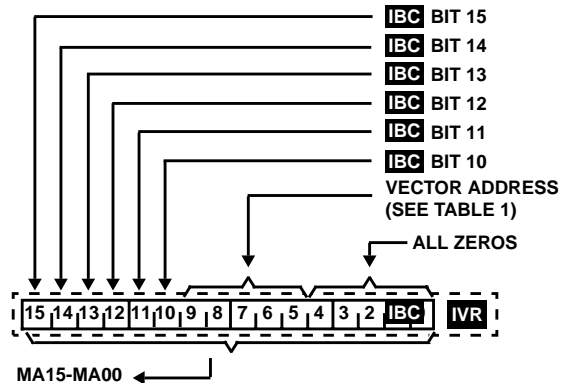 IBC BIT 15
IBC BIT 14
IBC BIT 13
IBC BIT 12
IBC BIT 11
IBC BIT 10
VECTOR ADDRESS
(SEE TABLE 1)
ALL ZEROS
15 14 13 12 11 10 9 8 7 6 5 4 3 2 IBC IVR
MA15-MA00